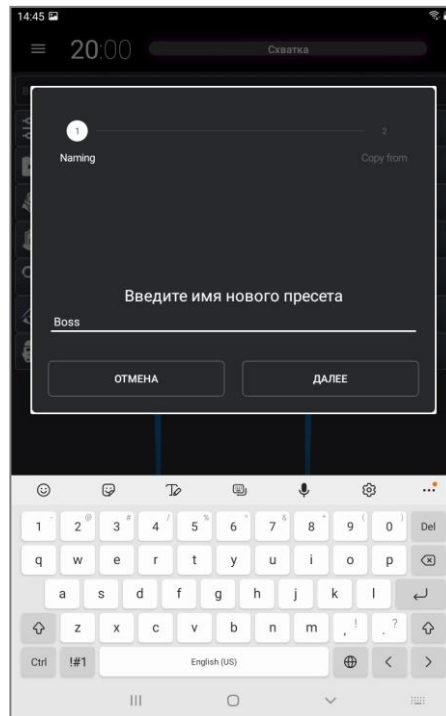 14:45
20:00 Схватка
1 2
Naming Copy from
Введите имя нового пресета
Boss
ОТМЕНА ДАЛЕЕ
1 - 2 @ 3 # 4 / 5 % 6 ^ 7 & 8 * 9 ( 0 ) Del
q w e r t y u i o p
a s d f g h j k l
z x c v b n m , ! . ?
Ctrl !#1 English (US) < >